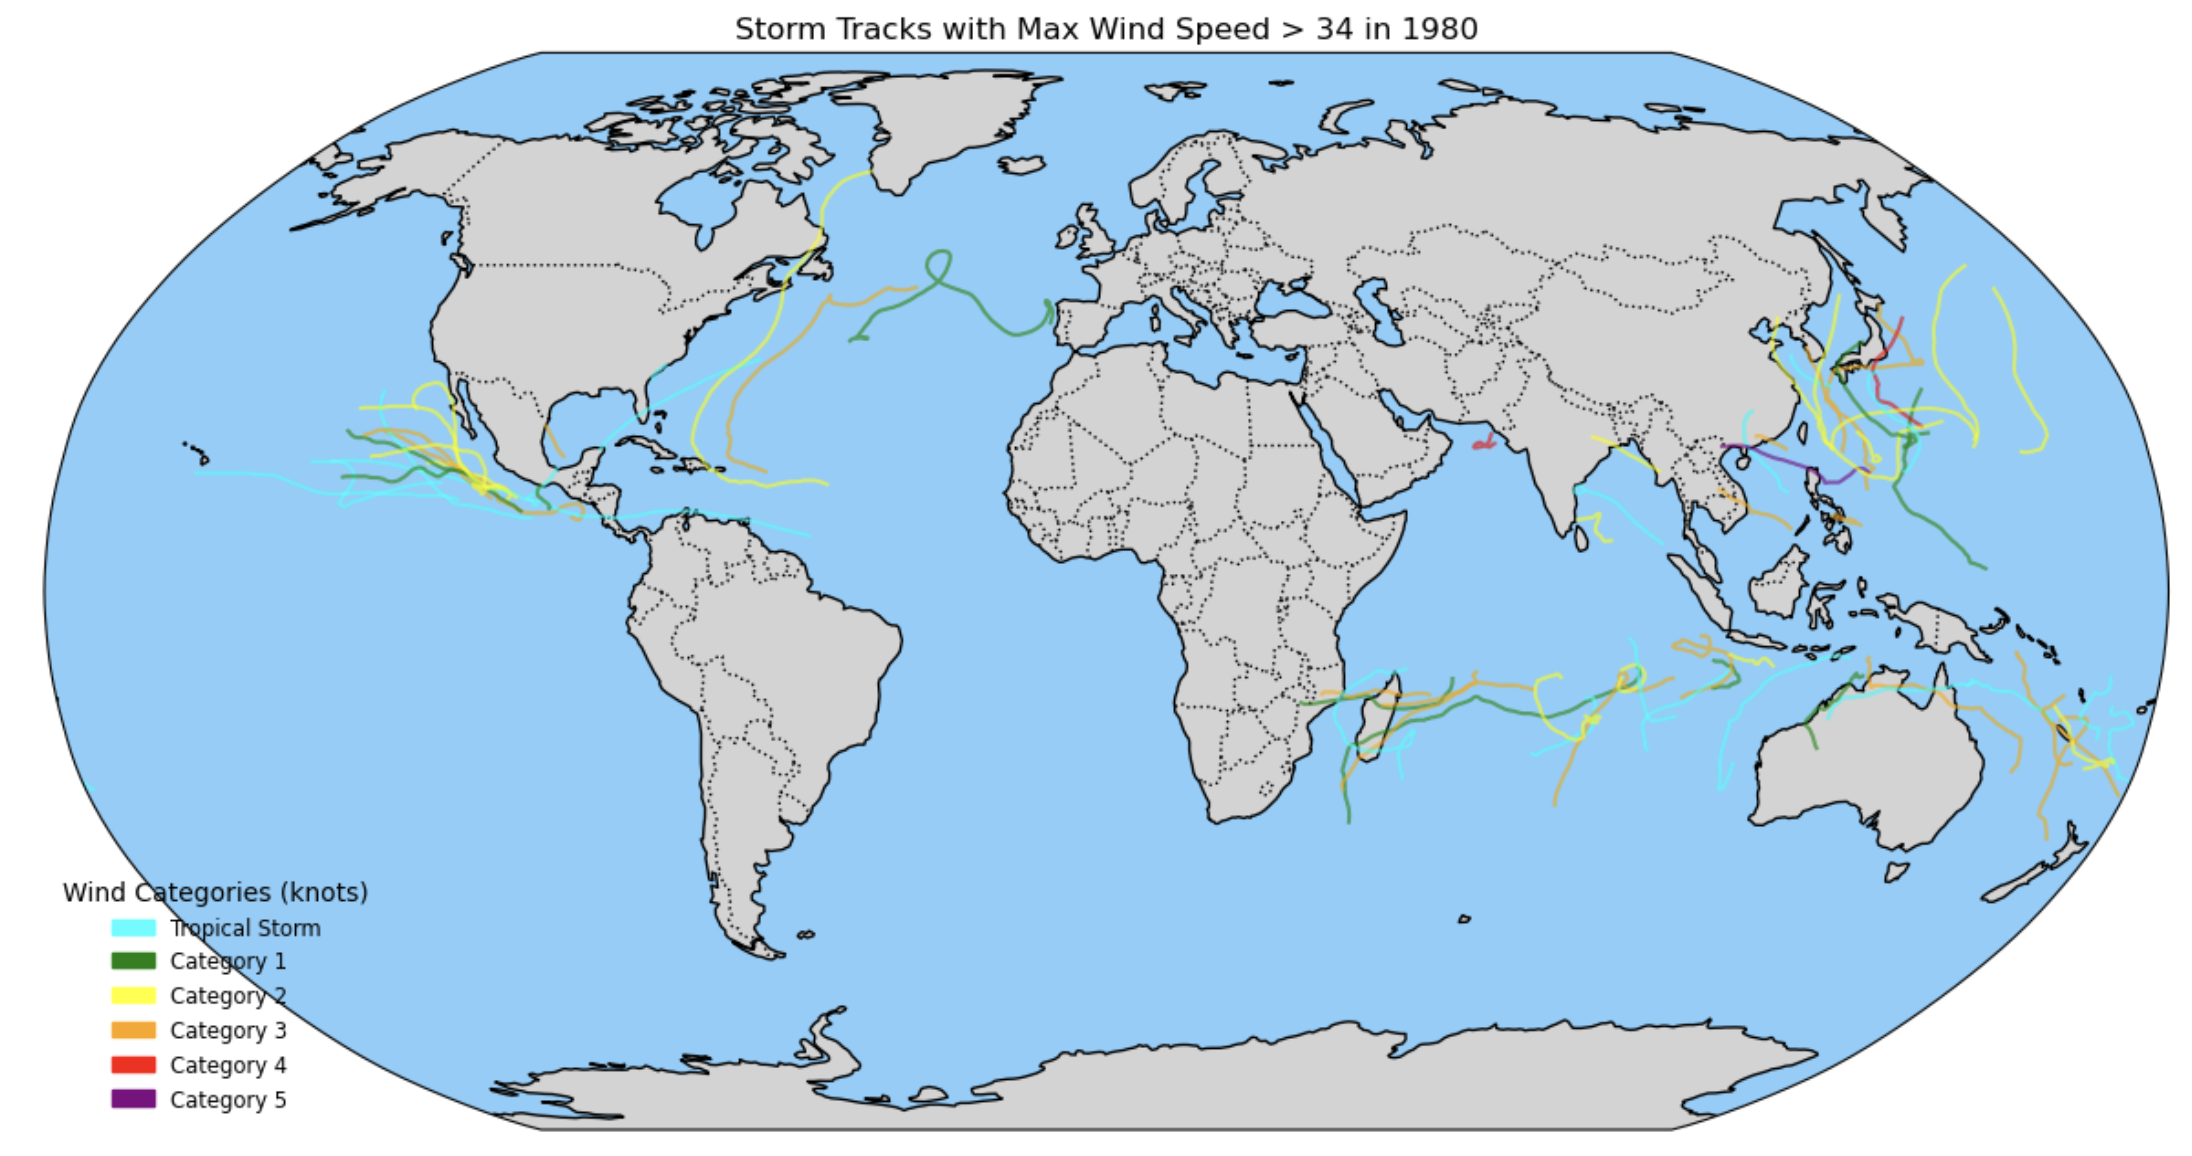 Storm Tracks with Max Wind Speed > 34 in 1980
Wind Categories (knots)
Tropical Storm
Category 1
Category 2
Category 3
Category 4
Category 5